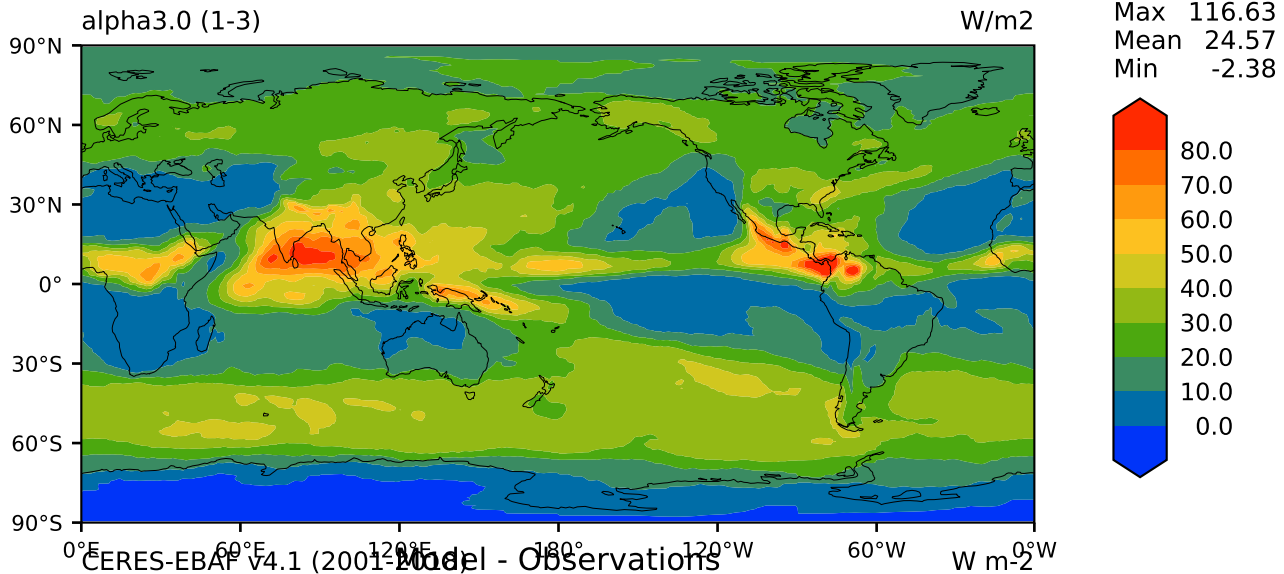 alpha3.0 (1-3) W/m2
Max 116.63
Mean 24.57
Min -2.38
90°N
60°N
30°N
0°
30°S
60°S
90°S
80.0
70.0
60.0
50.0
40.0
30.0
20.0
10.0
0.0
0°E 60°E 120°E 180° 120°W 60°W 0°W
CERES-EBAF v4.1 (2001-2018) Model - Observations W m-2